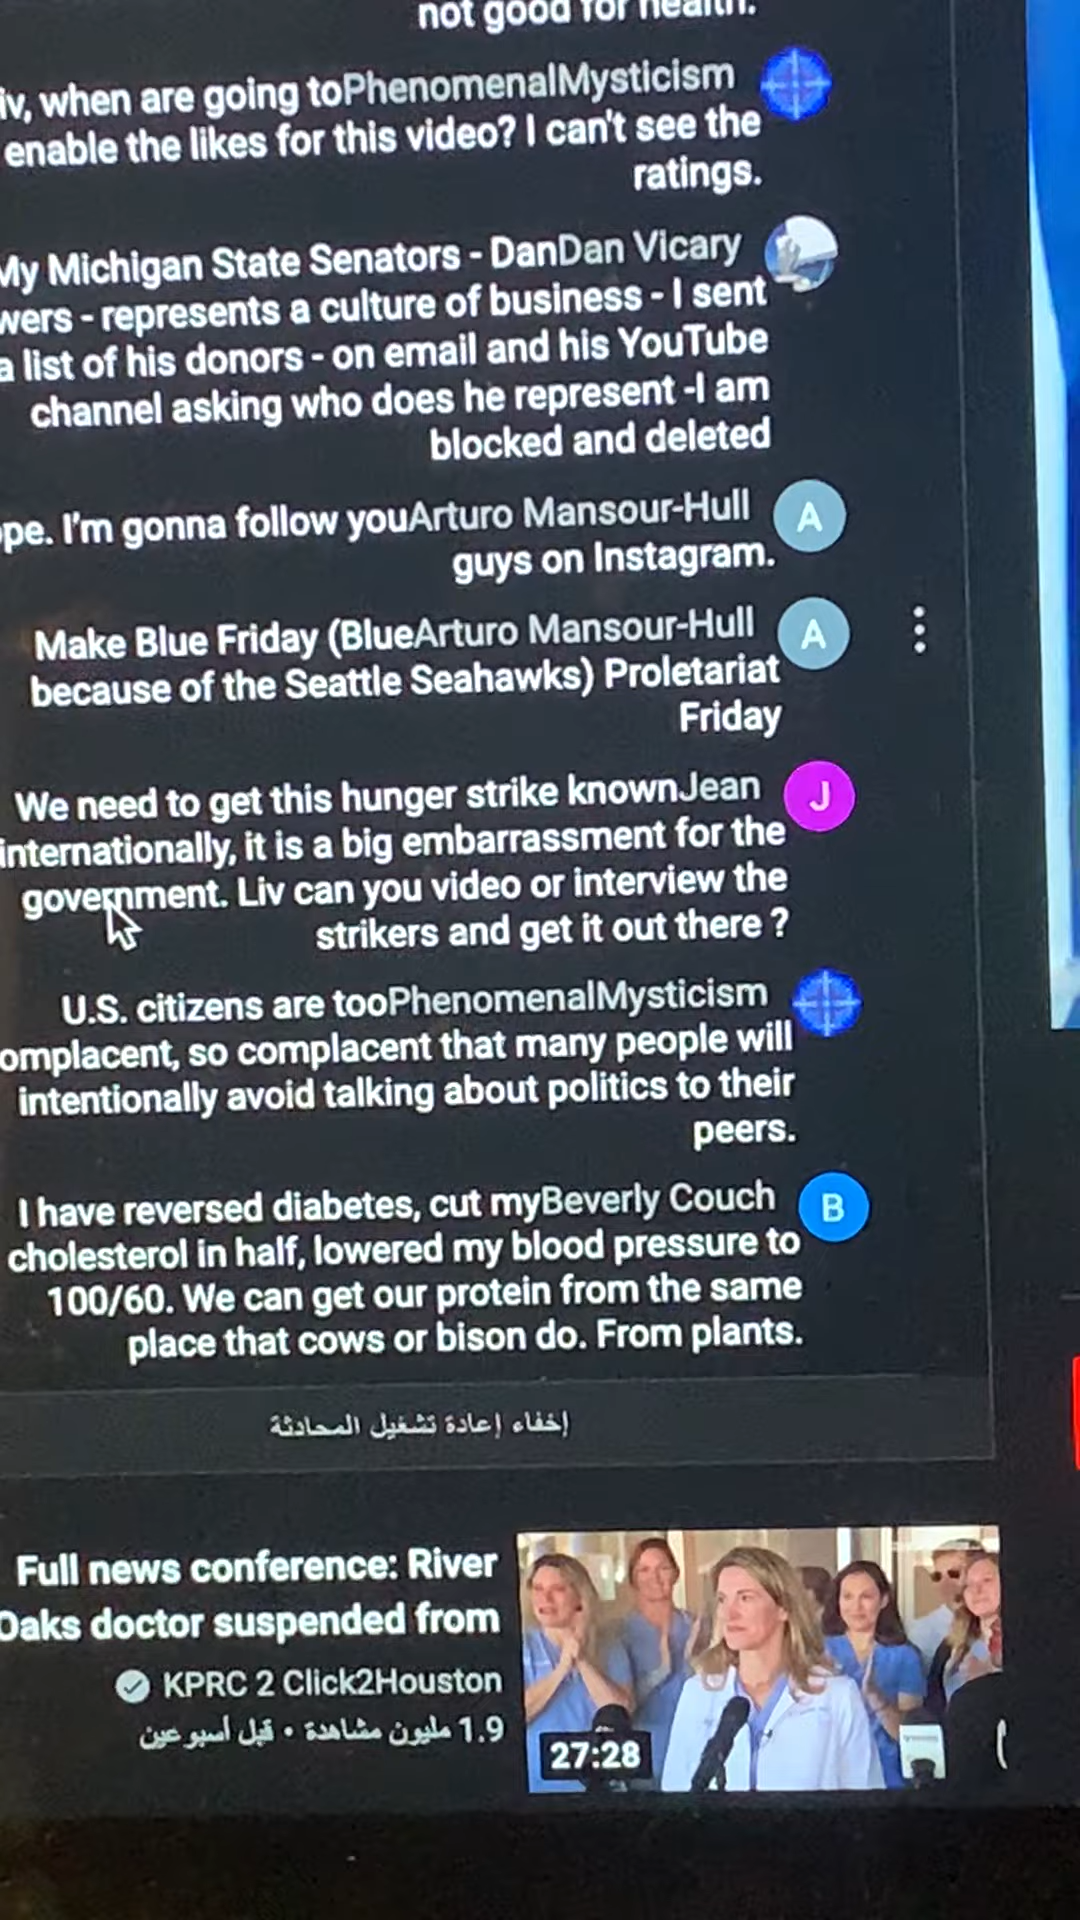 not good for health.
iv, when are going toPhenomenalMysticism
enable the likes for this video? I can't see the
ratings.
My Michigan State Senators - DanDan Vicary
wers - represents a culture of business - I sent
a list of his donors - on email and his YouTube
channel asking who does he represent -I am
blocked and deleted
ope. I'm gonna follow youArturo Mansour-Hull
A
guys on Instagram.
Make Blue Friday (BlueArturo Mansour-Hull
A
because of the Seattle Seahawks) Proletariat
Friday
We need to get this hunger strike knownJean
J
internationally, it is a big embarrassment for the
government. Liv can you video or interview the
strikers and get it out there ?
U.S. citizens are tooPhenomenalMysticism
omplacent, so complacent that many people will
intentionally avoid talking about politics to their
peers.
I have reversed diabetes, cut myBeverly Couch
B
cholesterol in half, lowered my blood pressure to
100/60. We can get our protein from the same
place that cows or bison do. From plants.
إخفاء إعادة تشغيل المحادثة
Full news conference: River
Oaks doctor suspended from
KPRC 2 Click2Houston
1.9 مليون مشاهدة • قبل أسبوعين
27:28